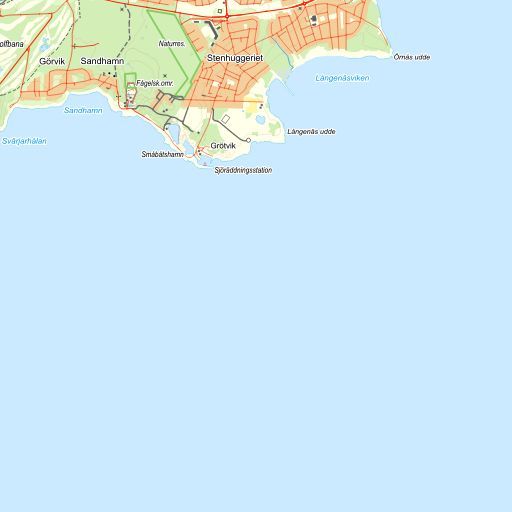 olfbana
Naturres.
Stenhuggeriet
Örnäs udde
Görvik
Sandhamn
Långenäsviken
Fågelsk.omr.
Sandhamn
Svärjarhålan
Långenäs udde
Grötvik
Småbåtshamn
Sjöräddningsstation